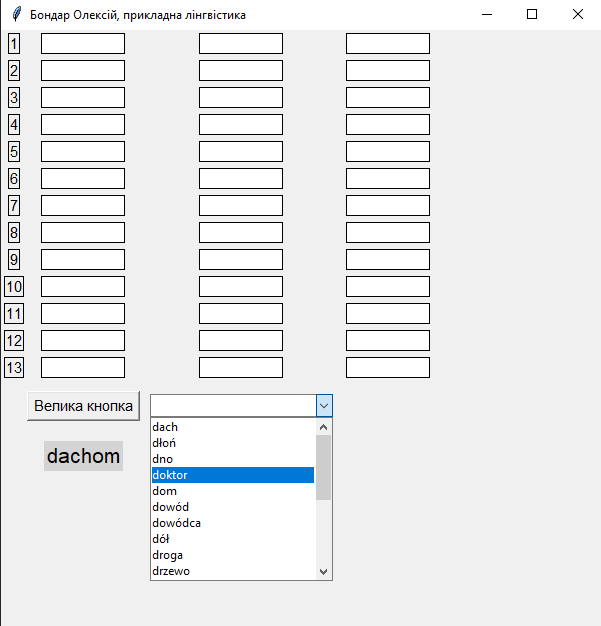 Бондар Олексій, прикладна лінгвістика
1
2
3
4
5
6
7
8
9
10
11
12
13
Велика кнопка
dachom
dach
dłoń
dno
doktor
dom
dowód
dowódca
dół
droga
drzewo